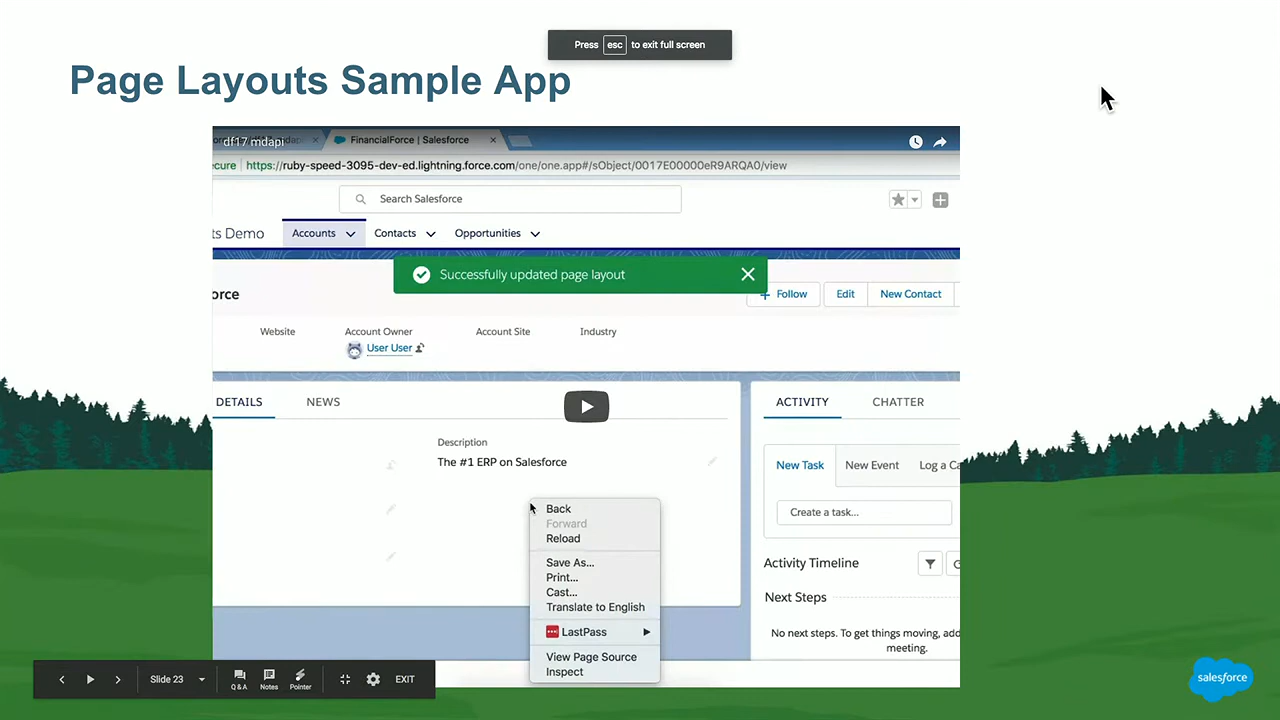 Press esc to exit full screen
Page Layouts Sample App
df17 mdapi
FinancialForce | Salesforce
ecure https://ruby-speed-3095-dev-ed.lightning.force.com/one/one.app#/sObject/0017E00000eR9ARQA0/view
Search Salesforce
ts Demo Accounts Contacts Opportunities
Successfully updated page layout
orce Follow Edit New Contact
Website Account Owner Account Site Industry
User User
DETAILS NEWS ACTIVITY CHATTER
Description
The #1 ERP on Salesforce
New Task New Event Log a Ca
Create a task...
Back
Forward
Reload
Save As...
Print...
Cast...
Translate to English
LastPass
View Page Source
Inspect
Activity Timeline
Next Steps
No next steps. To get things moving, add
meeting.
Slide 23 Q & A Notes Pointer EXIT
salesforce